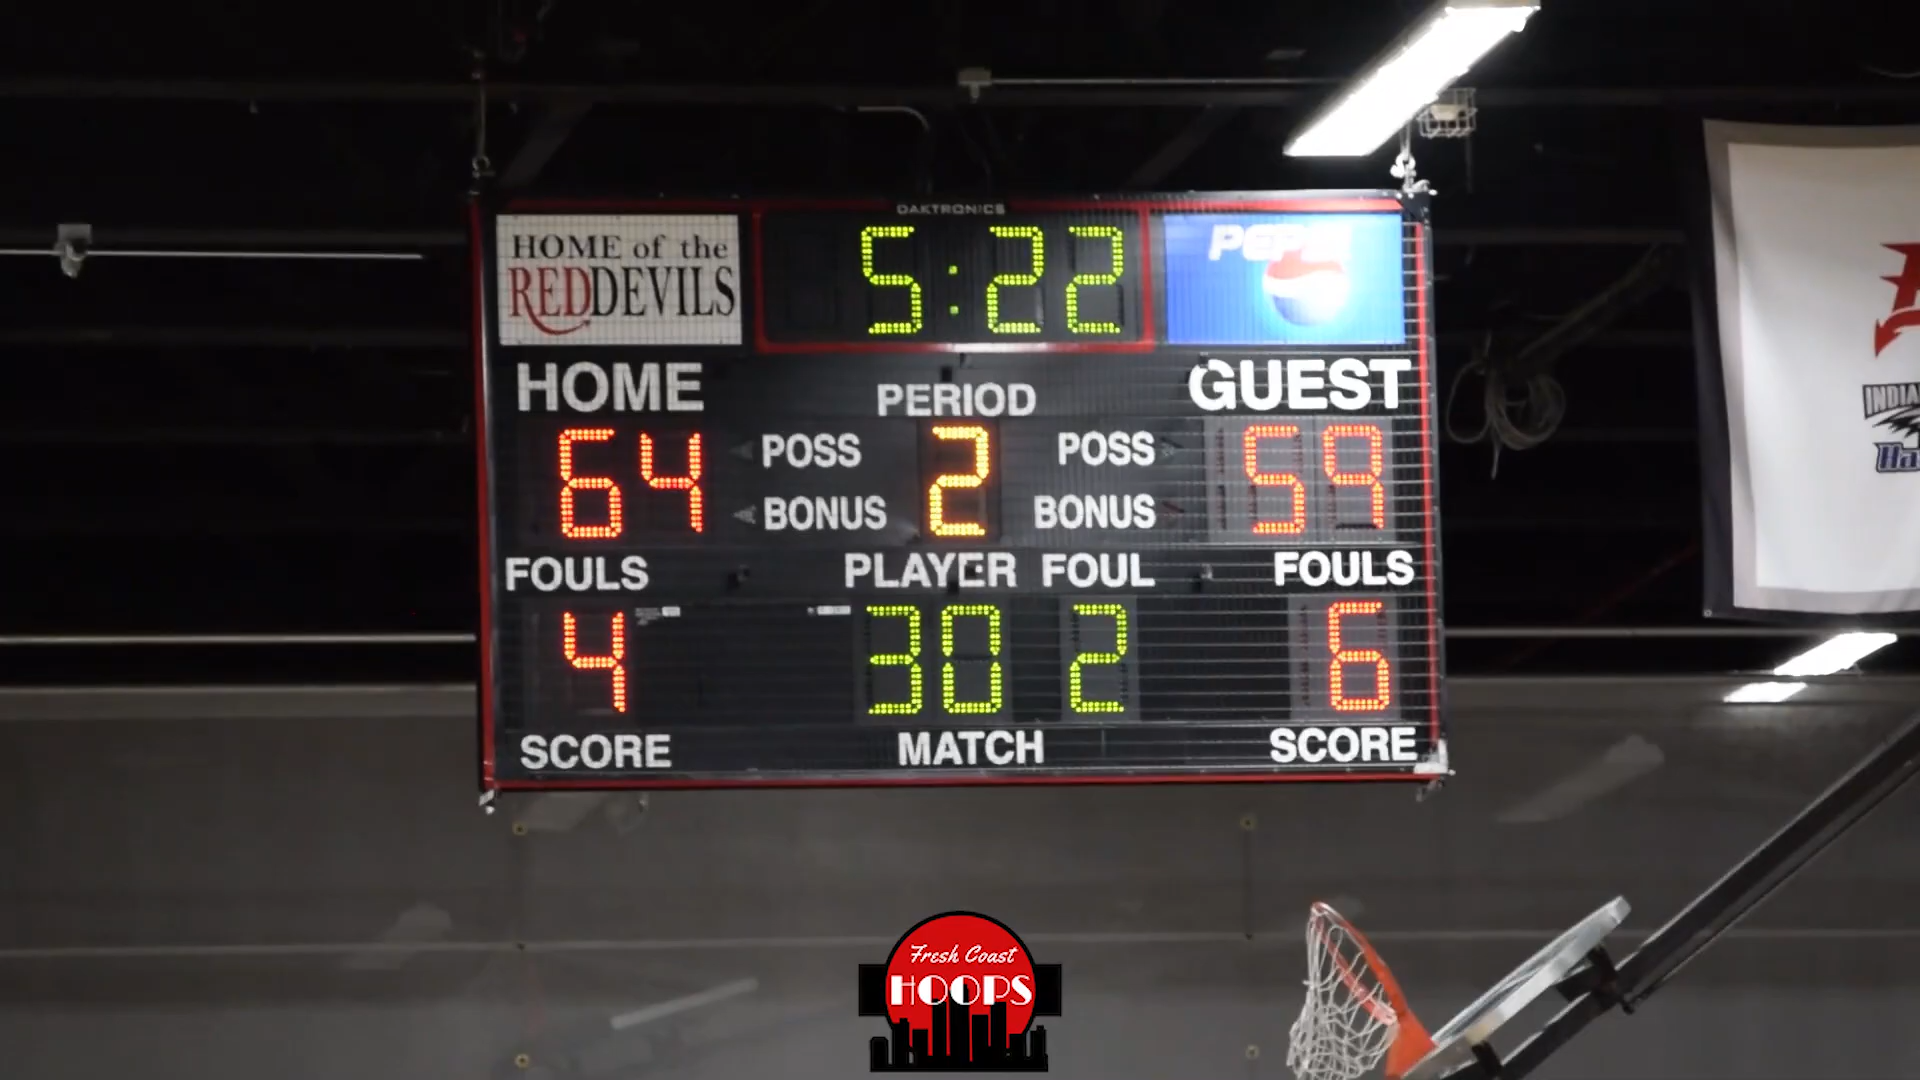 DAKTRONICS
HOME of the
REDDEVILS
5:22
PEPSI
HOME
PERIOD
GUEST
64
POSS
2
POSS
59
BONUS
BONUS
FOULS
PLAYER FOUL
FOULS
4
30 2
6
SCORE
MATCH
SCORE
Fresh Coast
HOOPS